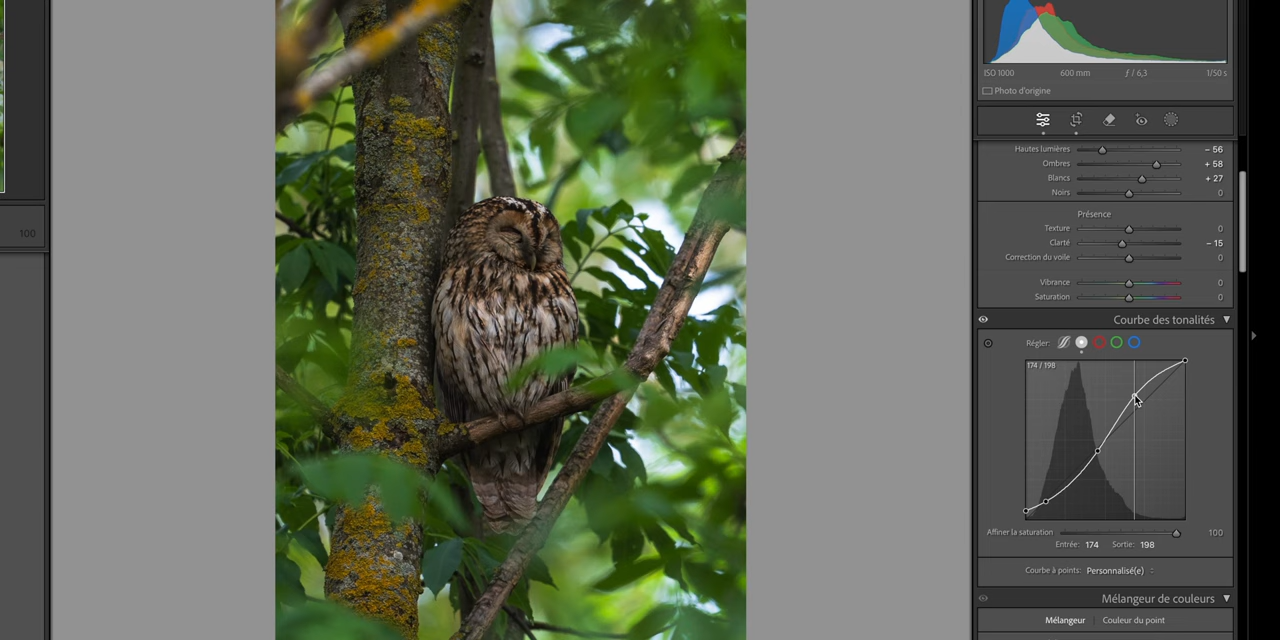 100
ISO 1000 600 mm ƒ / 6,3 1/50 s
Photo d'origine
Hautes lumières − 56
Ombres + 58
Blancs + 27
Noirs 0
Présence
Texture 0
Clarté − 15
Correction du voile 0
Vibrance 0
Saturation 0
Courbe des tonalités
Régler:
174 / 198
Affiner la saturation 100
Entrée: 174 Sortie: 198
Courbe à points: Personnalisé(e)
Mélangeur de couleurs
Mélangeur Couleur du point